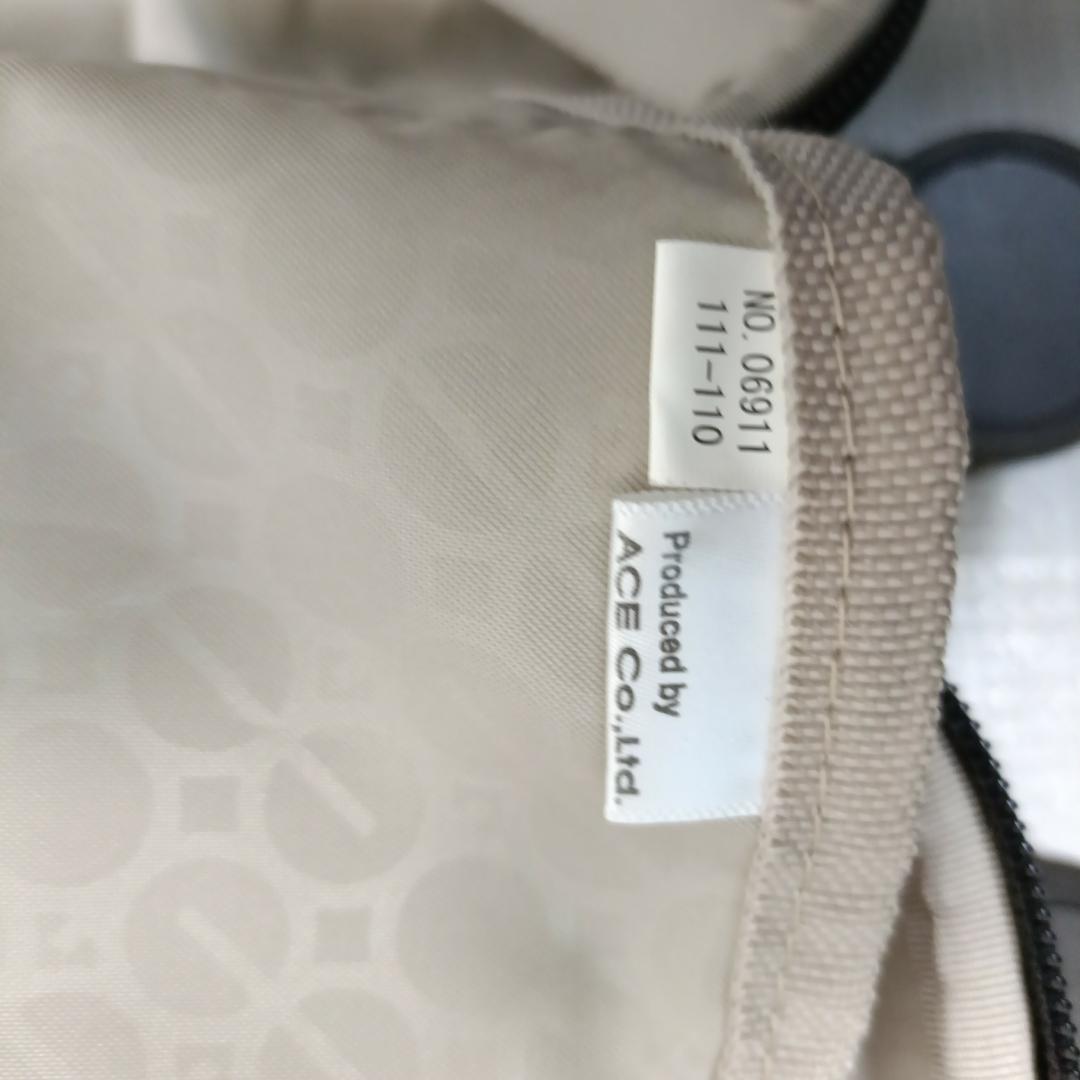 NO. 06911
111-110
Produced by
ACE Co.,Ltd.